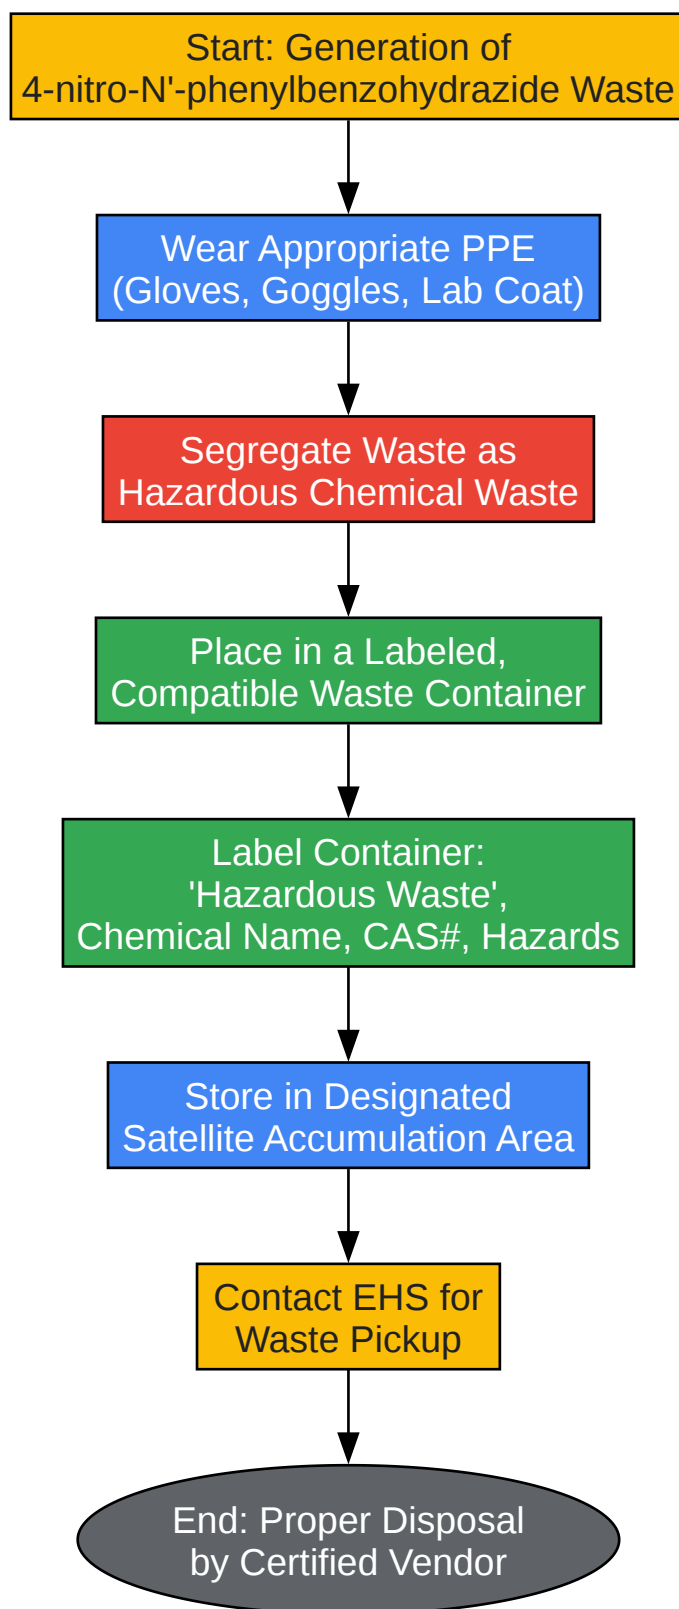 Start: Generation of
4-nitro-N'-phenylbenzohydrazide Waste
Wear Appropriate PPE
(Gloves, Goggles, Lab Coat)
Segregate Waste as
Hazardous Chemical Waste
Place in a Labeled,
Compatible Waste Container
Label Container:
'Hazardous Waste',
Chemical Name, CAS#, Hazards
Store in Designated
Satellite Accumulation Area
Contact EHS for
Waste Pickup
End: Proper Disposal
by Certified Vendor